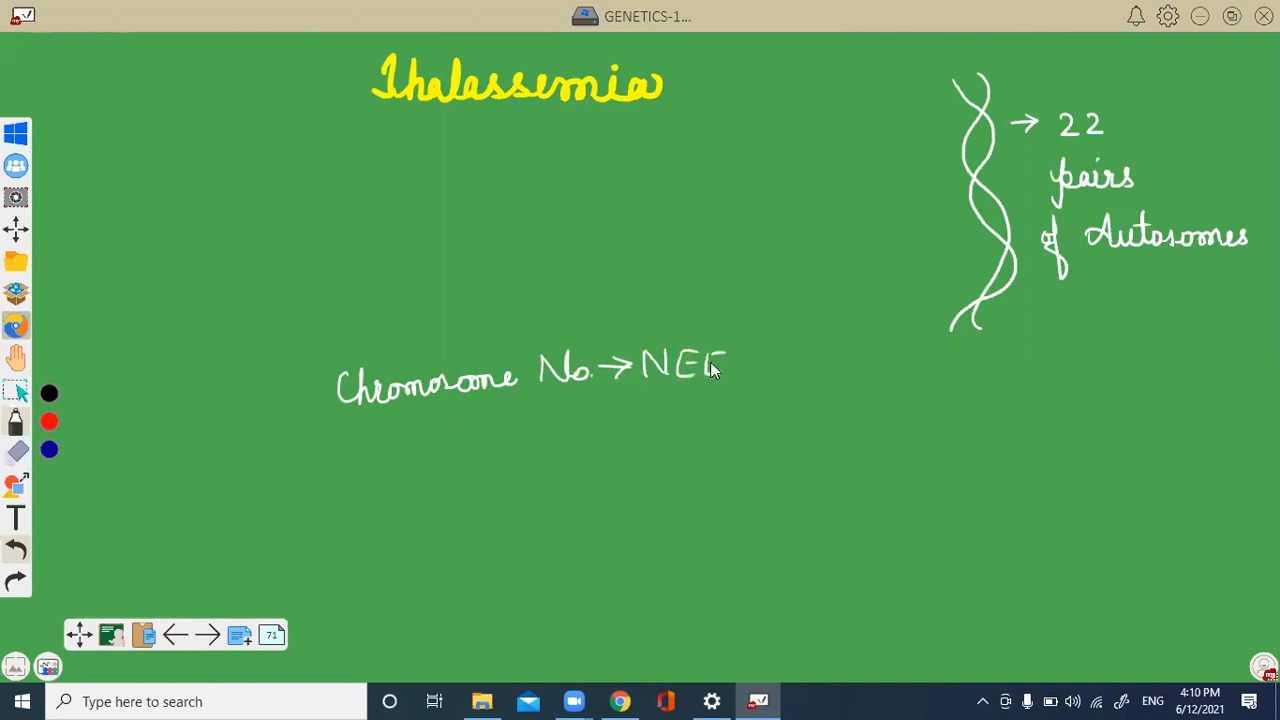 GENETICS-1...
Thalassemia
→ 22
pairs
of Autosomes
Chromosome No. → NEE
71
Type here to search
ENG
4:10 PM
6/12/2021